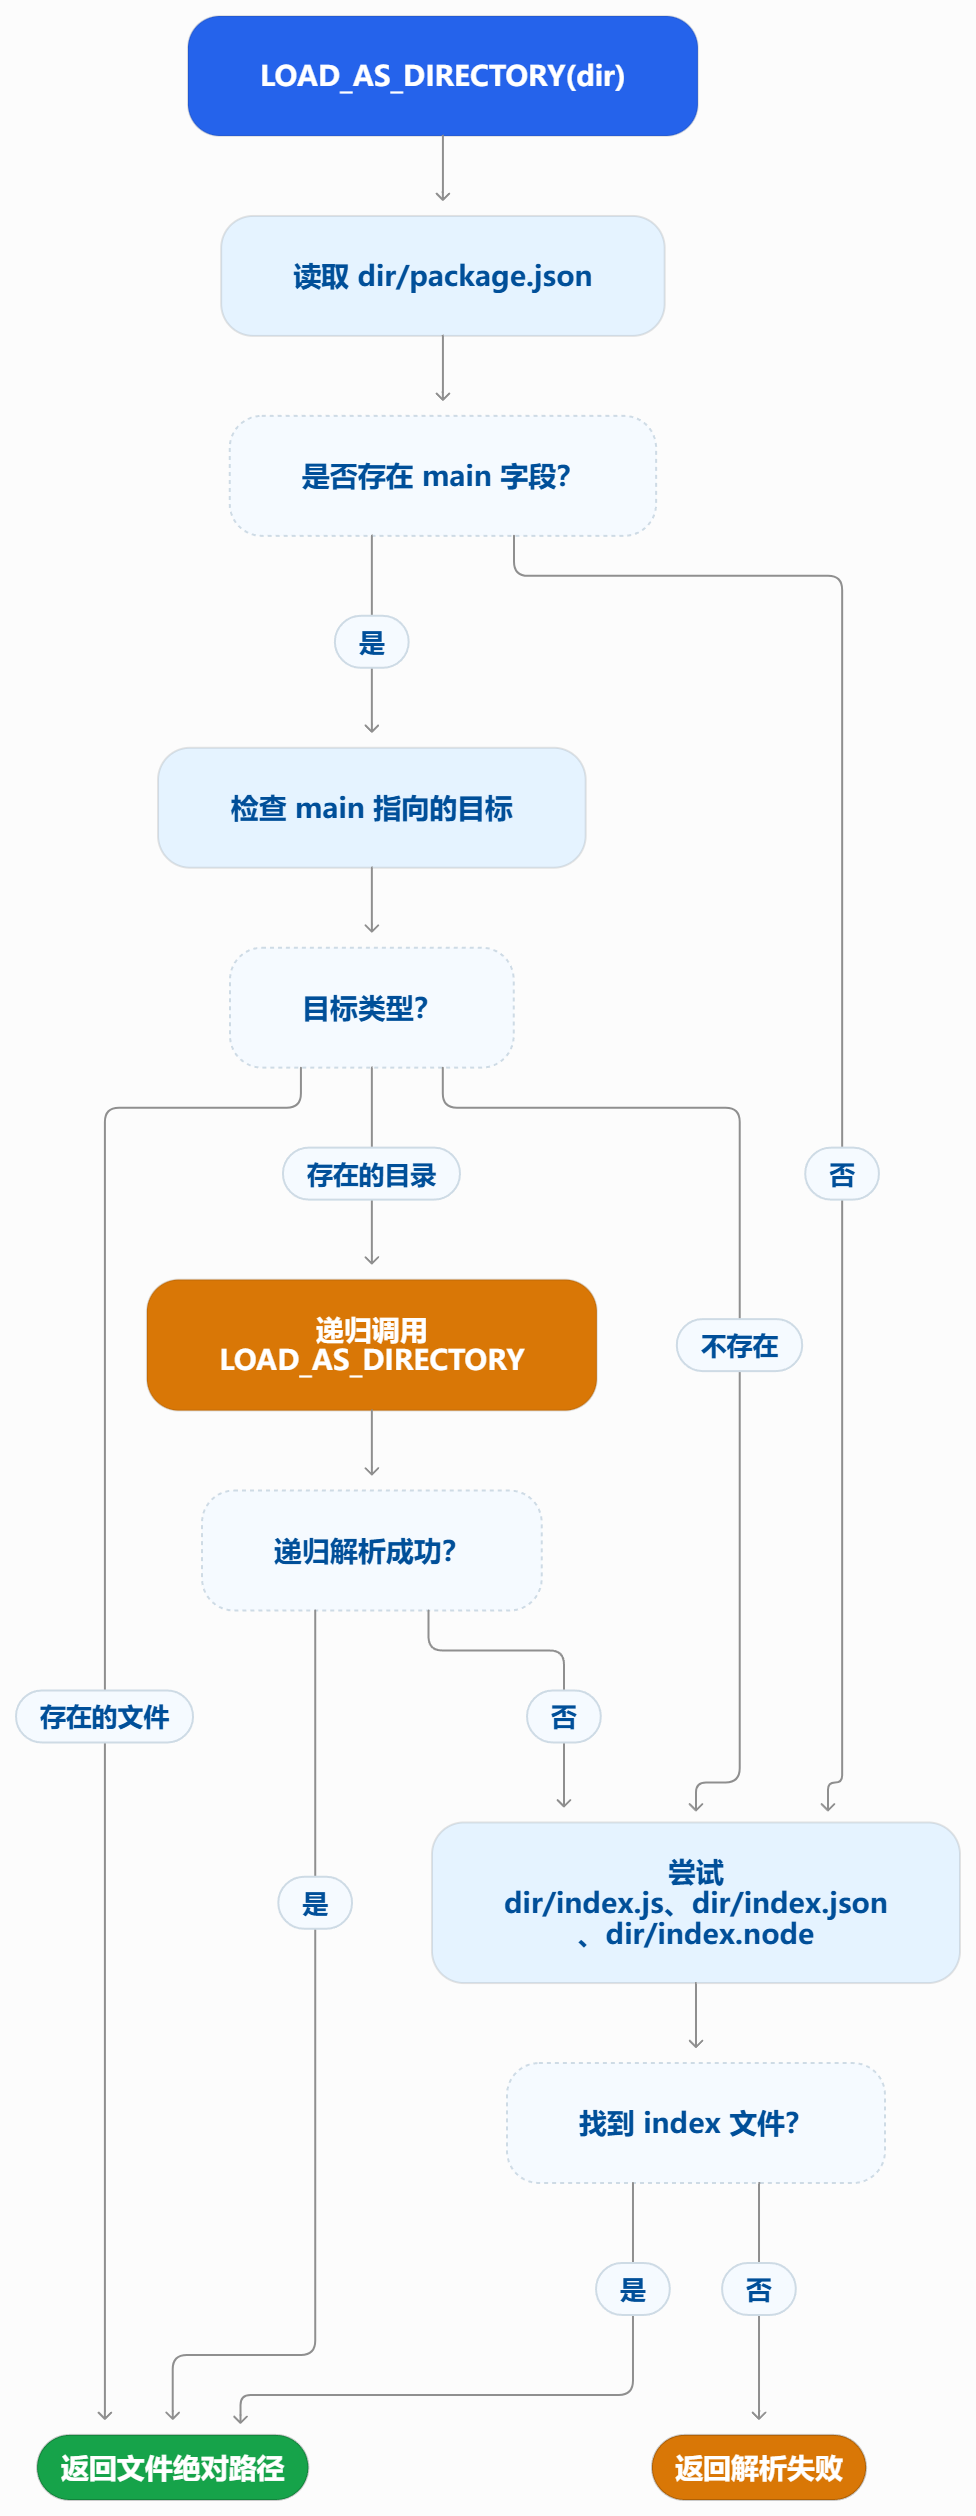 LOAD_AS_DIRECTORY(dir)
读取 dir/package.json
是否存在 main 字段?
是
检查 main 指向的目标
目标类型?
存在的目录
否
递归调用
LOAD_AS_DIRECTORY
不存在
递归解析成功?
存在的文件
否
尝试
dir/index.js、dir/index.json
、dir/index.node
是
找到 index 文件?
是
否
返回文件绝对路径
返回解析失败